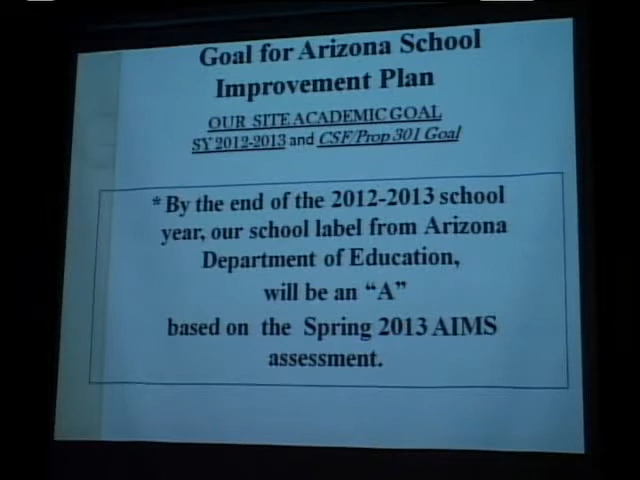 Goal for Arizona School
Improvement Plan
OUR SITE ACADEMIC GOAL
SY 2012-2013 and CSF/Prop 301 Goal
* By the end of the 2012-2013 school
year, our school label from Arizona
Department of Education,
will be an “A”
based on the Spring 2013 AIMS
assessment.